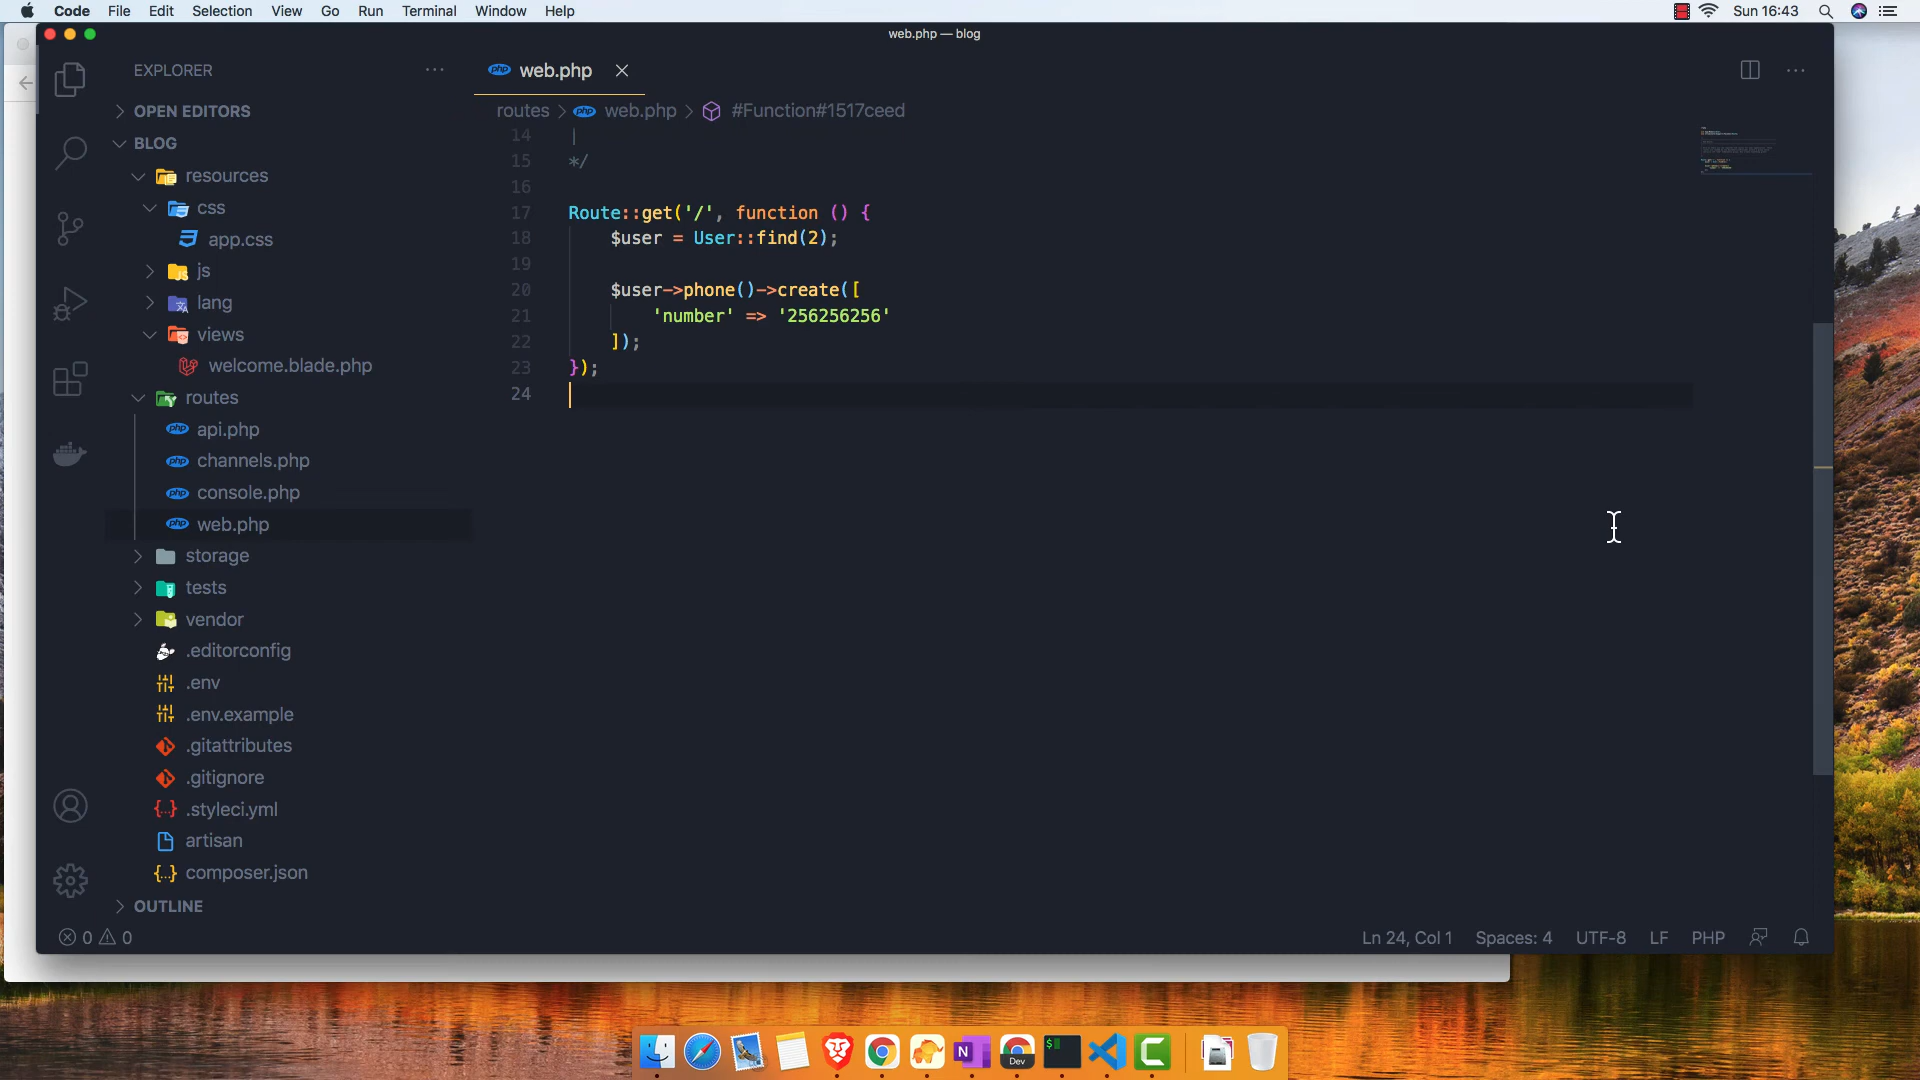 Code File Edit Selection View Go Run Terminal Window Help Sun 16:43
web.php — blog
EXPLORER
OPEN EDITORS
BLOG
resources
css
app.css
js
lang
views
welcome.blade.php
routes
api.php
channels.php
console.php
web.php
storage
tests
vendor
.editorconfig
.env
.env.example
.gitattributes
.gitignore
.styleci.yml
artisan
composer.json
OUTLINE
php web.php
routes > php web.php > #Function#1517ceed
14 |
15 */
16
17 Route::get('/', function () {
18 $user = User::find(2);
19
20 $user->phone()->create([
21 'number' => '256256256'
22 ]);
23 });
24
0 0
Ln 24, Col 1 Spaces: 4 UTF-8 LF PHP
N
Dev
$